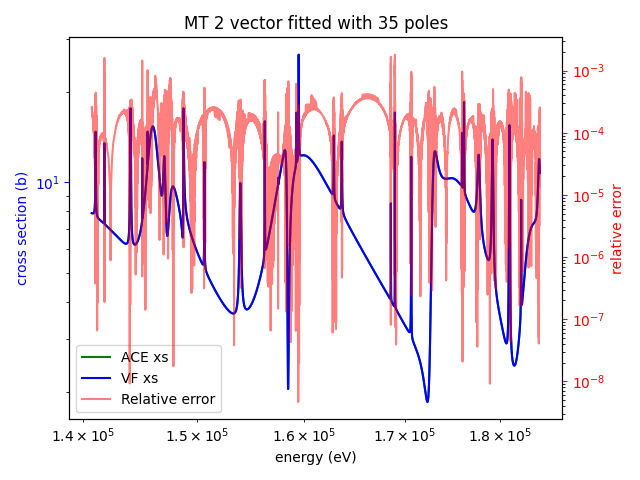 MT 2 vector fitted with 35 poles
cross section (b)
10¹
10⁻³
10⁻⁴
10⁻⁵
10⁻⁶
10⁻⁷
10⁻⁸
relative error
ACE xs
VF xs
Relative error
1.4 × 10⁵ 1.5 × 10⁵ 1.6 × 10⁵ 1.7 × 10⁵ 1.8 × 10⁵
energy (eV)